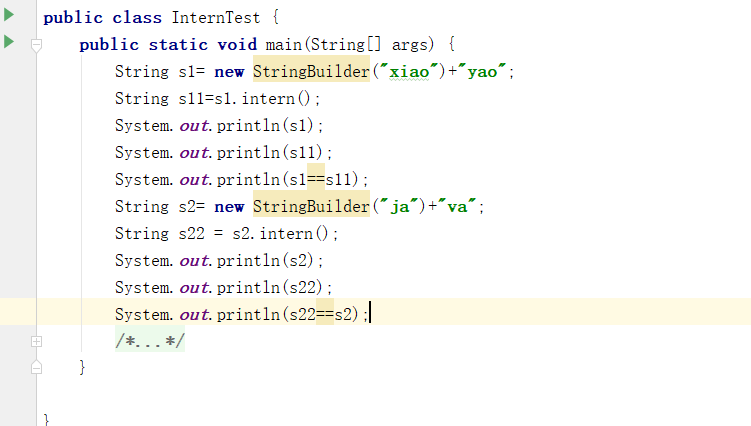 public class InternTest {
public static void main(String[] args) {
String s1= new StringBuilder("xiao")+"yao";
String s11=s1.intern();
System.out.println(s1);
System.out.println(s11);
System.out.println(s1==s11);
String s2= new StringBuilder("ja")+"va";
String s22 = s2.intern();
System.out.println(s2);
System.out.println(s22);
System.out.println(s22==s2);
/*...*/
}
}